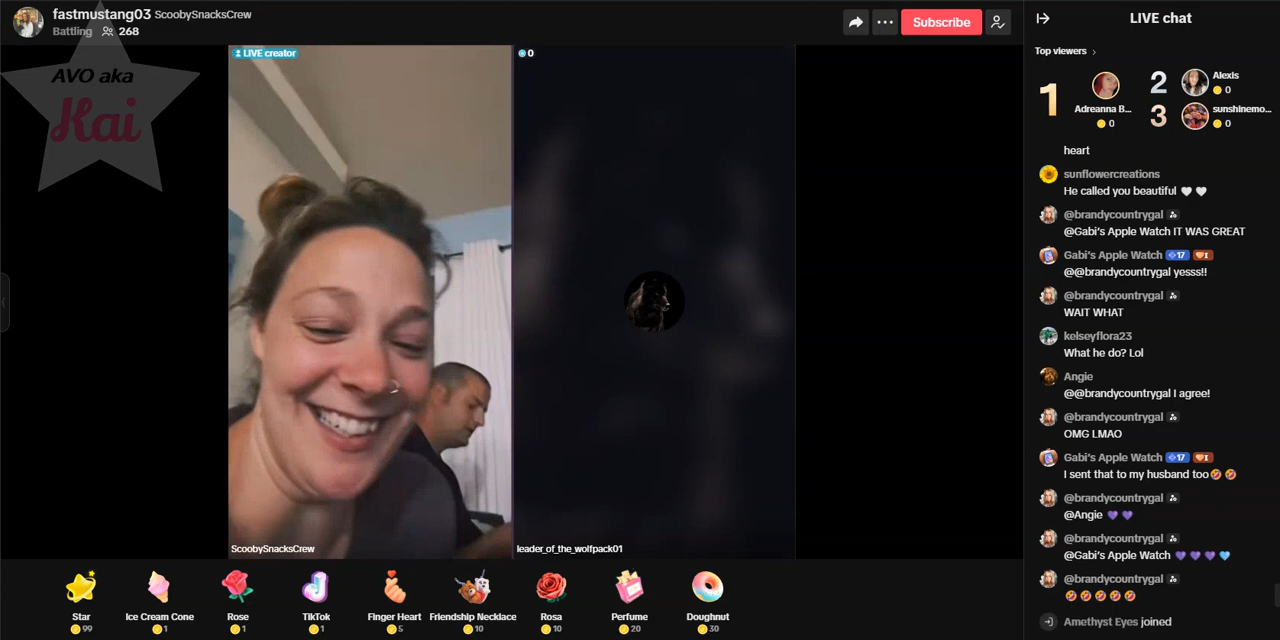 fastmustang03 ScoobySnacksCrew
Battling 268
Subscribe
AVO aka
Kai
LIVE creator
0
ScoobySnacksCrew
leader_of_the_wolfpack01
Star
99
Ice Cream Cone
1
Rose
1
TikTok
1
Finger Heart
5
Friendship Necklace
10
Rosa
10
Perfume
20
Doughnut
30
LIVE chat
Top viewers
1
Adreanna B...
0
2
Alexis
0
3
sunshinemo...
0
heart
sunflowercreations
He called you beautiful 🤍 🤍
@brandycountrygal
@Gabi's Apple Watch IT WAS GREAT
Gabi's Apple Watch 17 I
@@brandycountrygal yesss!!
@brandycountrygal
WAIT WHAT
kelseyflora23
What he do? Lol
Angie
@@brandycountrygal I agree!
@brandycountrygal
OMG LMAO
Gabi's Apple Watch 17 I
I sent that to my husband too🤣 🤣
@brandycountrygal
@Angie 💜 💜
@brandycountrygal
@Gabi's Apple Watch 💜 💜 💜 💙
@brandycountrygal
🤣 🤣 🤣 🤣 🤣
Amethyst Eyes joined